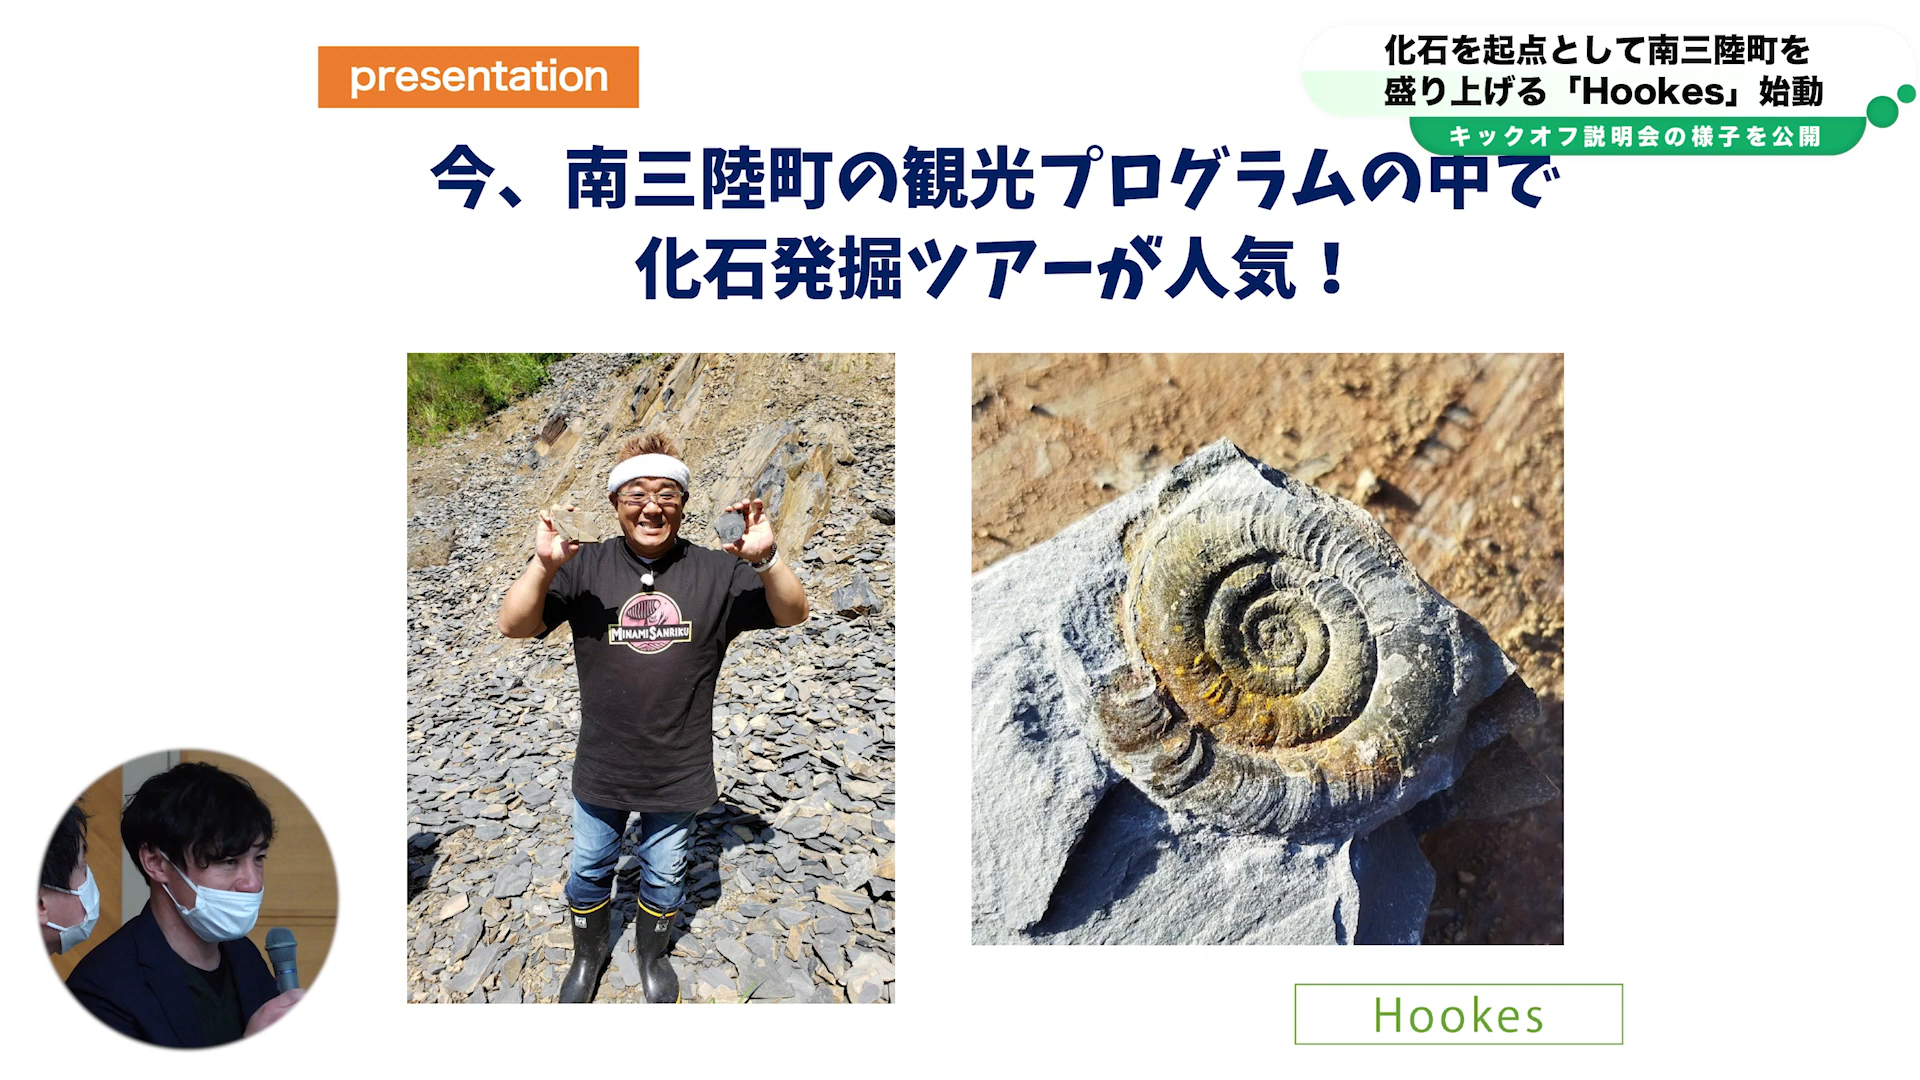 presentation
化石を起点として南三陸町を
盛り上げる「Hookes」始動
キックオフ説明会の様子を公開
今、南三陸町の観光プログラムの中で
化石発掘ツアーが人気！
MINAMISANRIKU
Hookes